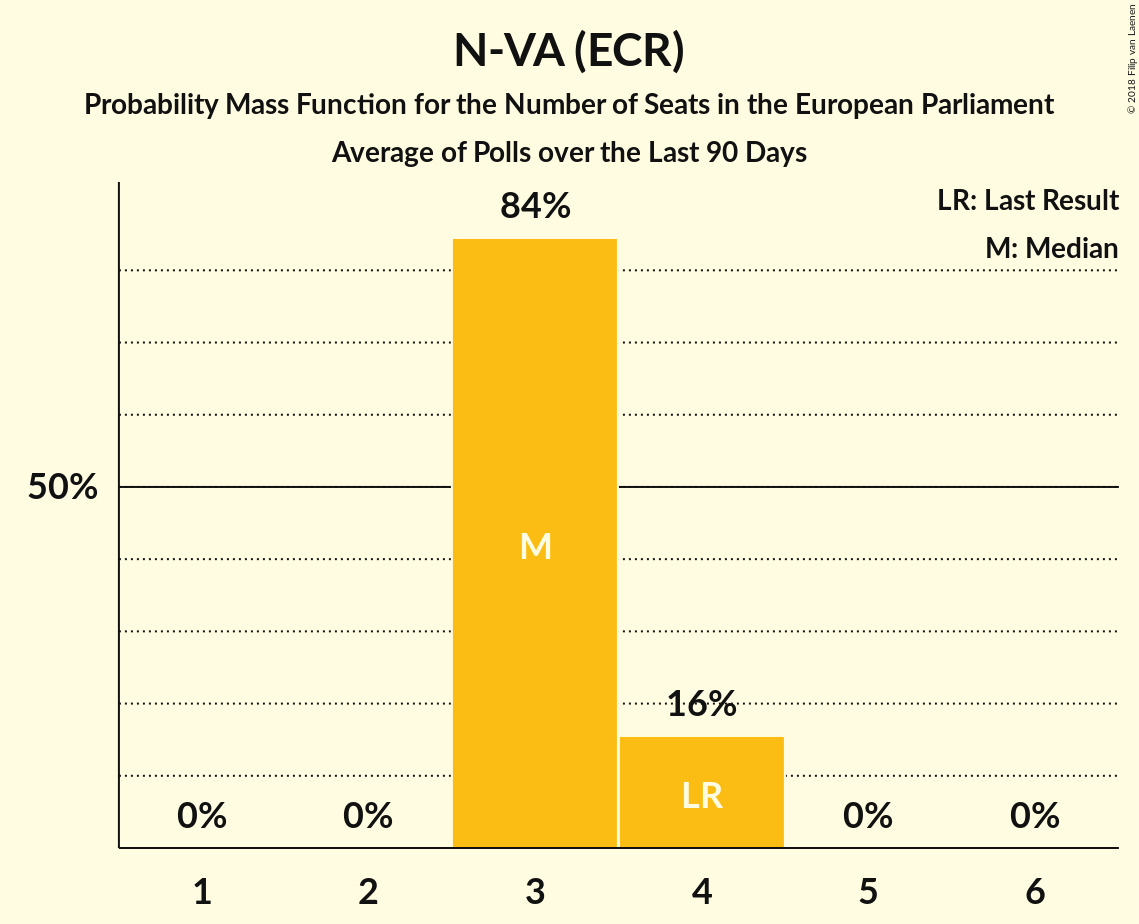 N-VA (ECR)
Probability Mass Function for the Number of Seats in the European Parliament
Average of Polls over the Last 90 Days
© 2018 Filip van Laenen
LR: Last Result
M: Median
84%
50%
M
16%
LR
0% 0% 0% 0%
1 2 3 4 5 6